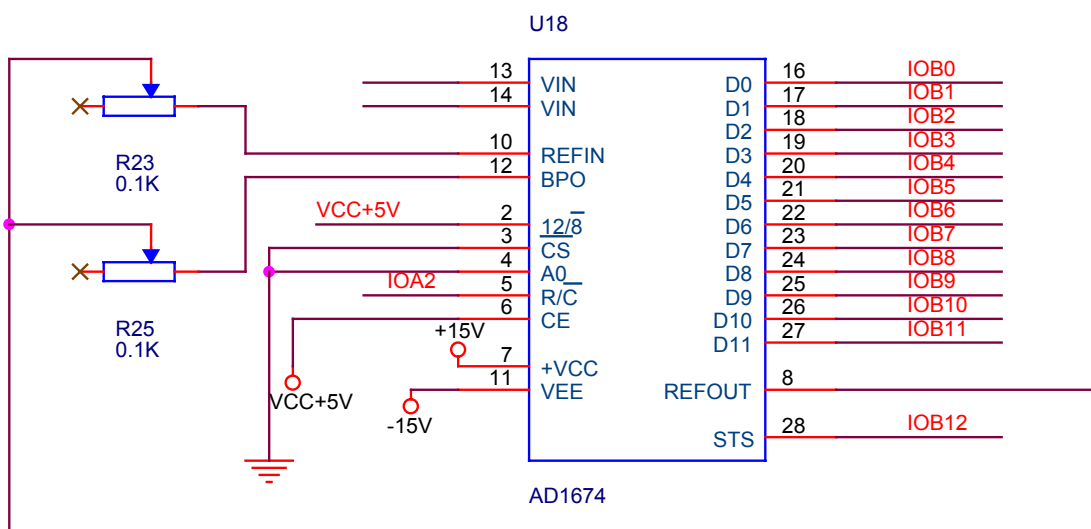 U18
13 VIN D0 16 IOB0
14 VIN D1 17 IOB1
D2 18 IOB2
10 REFIN D3 19 IOB3
12 BPO D4 20 IOB4
R23
0.1K
D5 21 IOB5
VCC+5V 2 12/8 D6 22 IOB6
3 CS D7 23 IOB7
4 A0 D8 24 IOB8
IOA2 5 R/C D9 25 IOB9
6 CE D10 26 IOB10
R25
0.1K
D11 27 IOB11
+15V 7 +VCC
VCC+5V 11 VEE REFOUT 8
-15V
STS 28 IOB12
AD1674